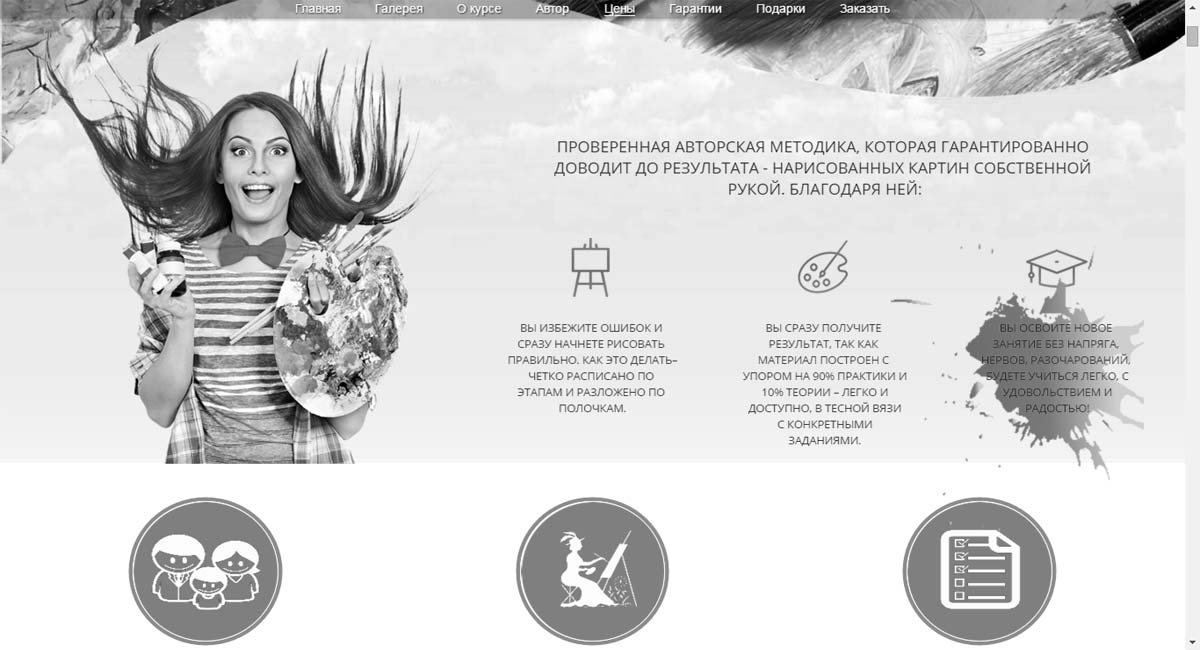 Главная Галерея О курсе Автор Цены Гарантии Подарки Заказать
ПРОВЕРЕННАЯ АВТОРСКАЯ МЕТОДИКА, КОТОРАЯ ГАРАНТИРОВАННО
ДОВОДИТ ДО РЕЗУЛЬТАТА - НАРИСОВАННЫХ КАРТИН СОБСТВЕННОЙ
РУКОЙ. БЛАГОДАРЯ НЕЙ:
ВЫ ИЗБЕЖИТЕ ОШИБОК И
СРАЗУ НАЧНЕТЕ РИСОВАТЬ
ПРАВИЛЬНО. КАК ЭТО ДЕЛАТЬ–
ЧЕТКО РАСПИСАНО ПО
ЭТАПАМ И РАЗЛОЖЕНО ПО
ПОЛОЧКАМ.
ВЫ СРАЗУ ПОЛУЧИТЕ
РЕЗУЛЬТАТ, ТАК КАК
МАТЕРИАЛ ПОСТРОЕН С
УПОРОМ НА 90% ПРАКТИКИ И
10% ТЕОРИИ – ЛЕГКО И
ДОСТУПНО, В ТЕСНОЙ ВЯЗИ
С КОНКРЕТНЫМИ
ЗАДАНИЯМИ.
ВЫ ОСВОИТЕ НОВОЕ
ЗАНЯТИЕ БЕЗ НАПРЯГА,
НЕРВОВ, РАЗОЧАРОВАНИЙ,
БУДЕТЕ УЧИТЬСЯ ЛЕГКО, С
УДОВОЛЬСТВИЕМ И
РАДОСТЬЮ!